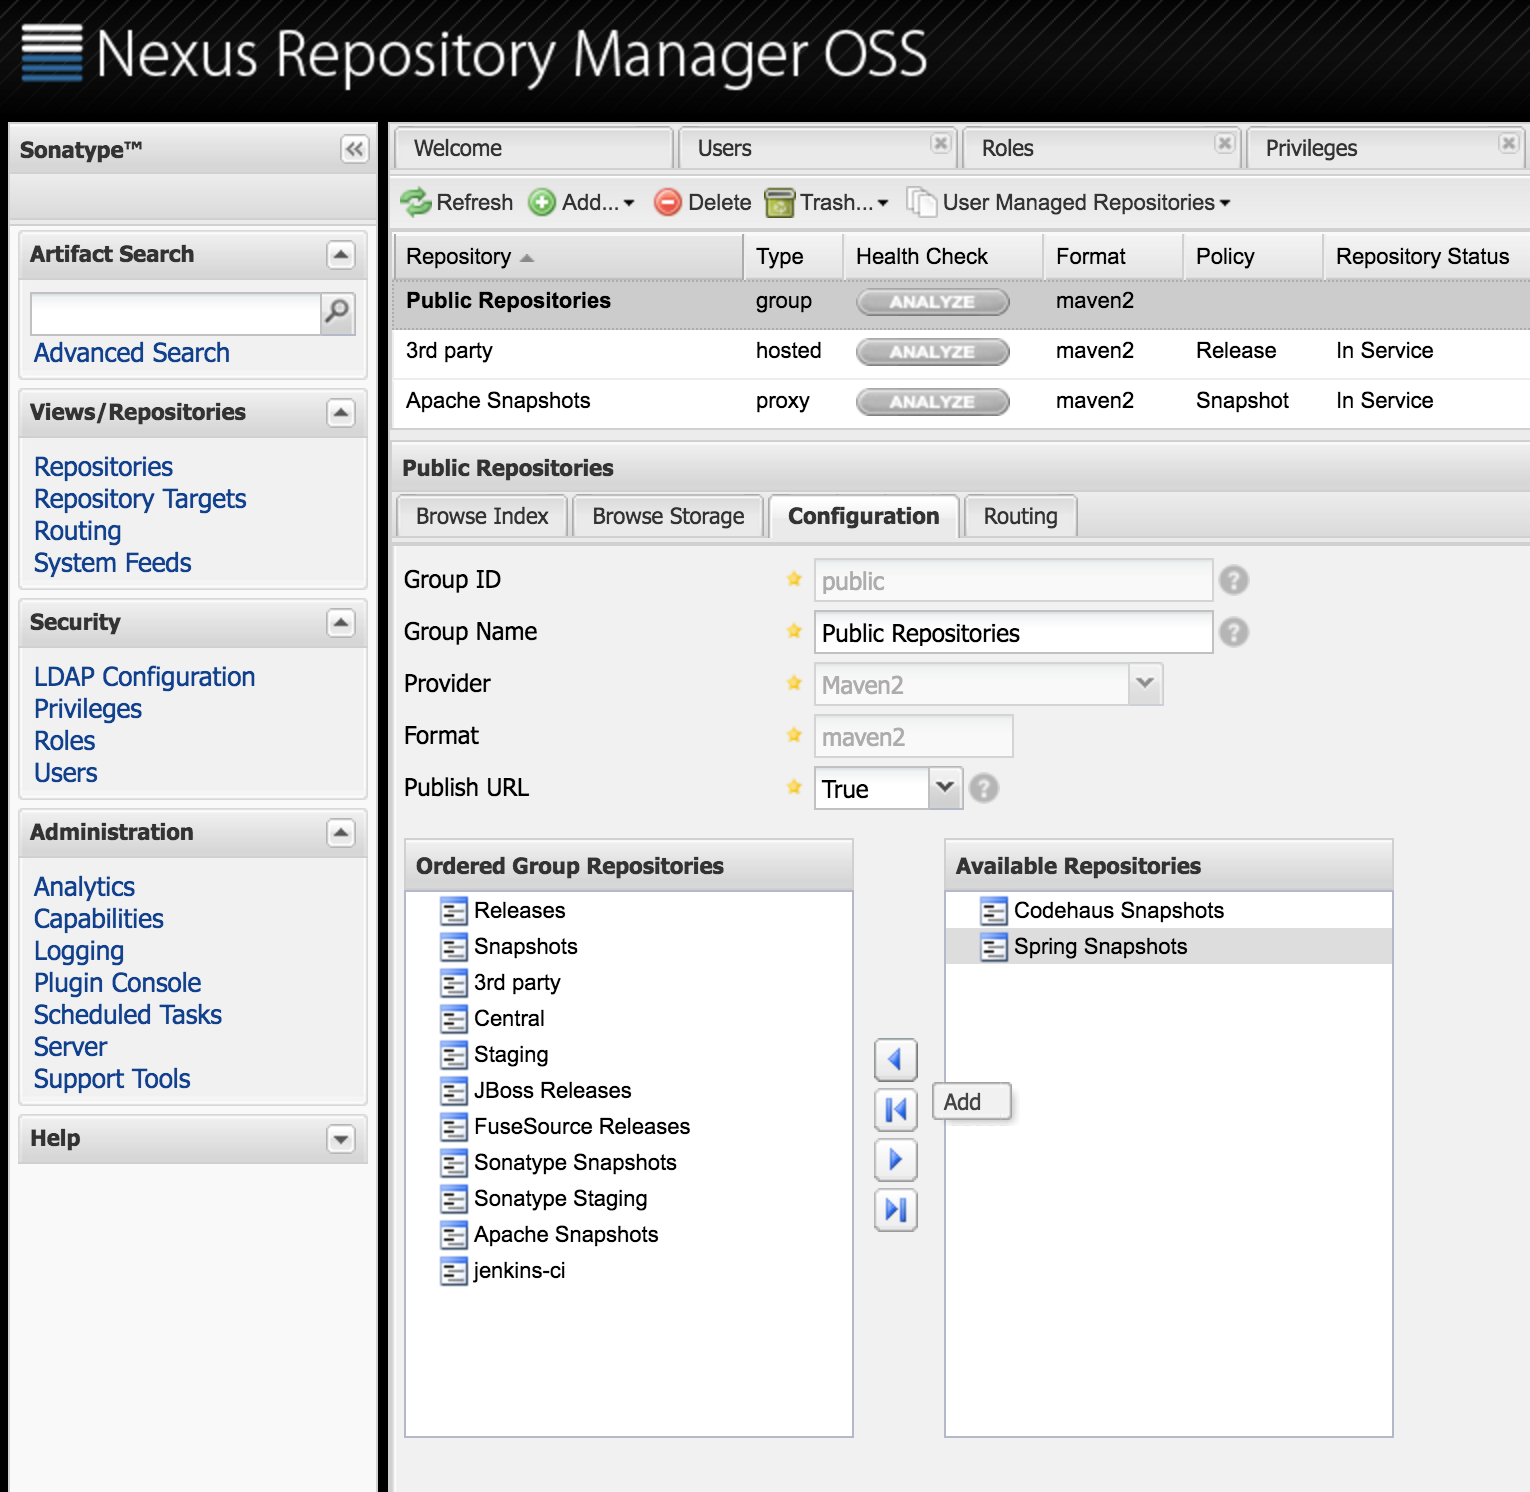 Nexus Repository Manager OSS
Sonatype™
Welcome
Users
Roles
Privileges
Refresh
Add...
Delete
Trash...
User Managed Repositories
Artifact Search
Advanced Search
Views/Repositories
Repositories
Repository Targets
Routing
System Feeds
Security
LDAP Configuration
Privileges
Roles
Users
Administration
Analytics
Capabilities
Logging
Plugin Console
Scheduled Tasks
Server
Support Tools
Help
Repository Type Health Check Format Policy Repository Status
Public Repositories group ANALYZE maven2
3rd party hosted ANALYZE maven2 Release In Service
Apache Snapshots proxy ANALYZE maven2 Snapshot In Service
Public Repositories
Browse Index
Browse Storage
Configuration
Routing
Group ID public ?
Group Name Public Repositories ?
Provider Maven2
Format maven2
Publish URL True ?
Ordered Group Repositories
Releases
Snapshots
3rd party
Central
Staging
JBoss Releases
FuseSource Releases
Sonatype Snapshots
Sonatype Staging
Apache Snapshots
jenkins-ci
Add
Available Repositories
Codehaus Snapshots
Spring Snapshots